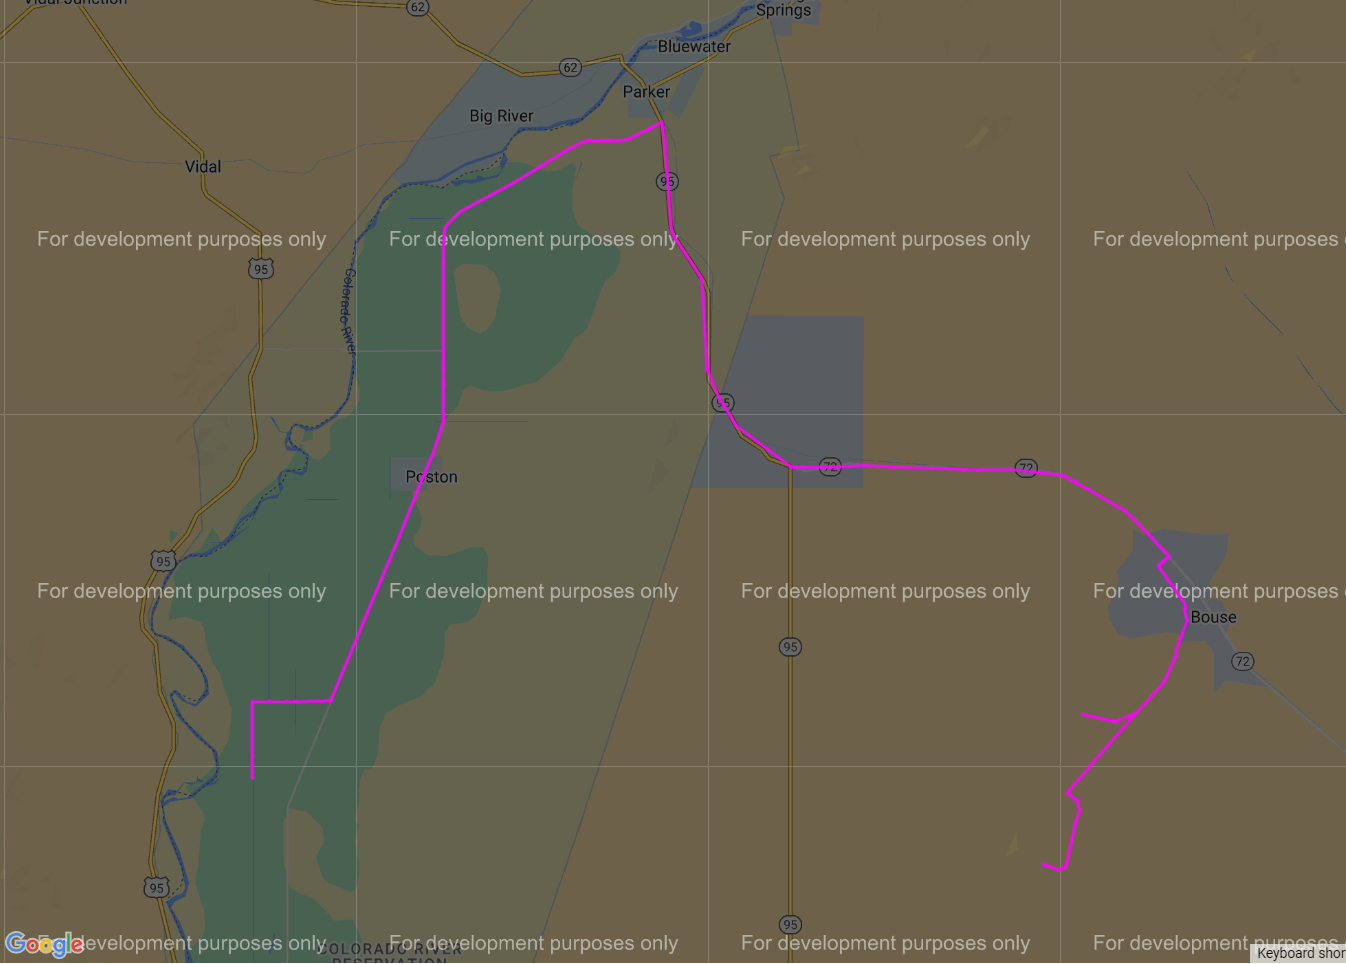 Vidal Junction
62
Springs
Bluewater
62
Parker
Big River
Vidal
95
For development purposes only
For development purposes only
For development purposes only
For development purposes only
95
Colorado River
95
72
72
Poston
95
For development purposes only
For development purposes only
For development purposes only
For development purposes only
Bouse
95
72
95
95
Google
For development purposes only
For development purposes only
For development purposes only
For development purposes only
COLORADO RIVER
RESERVATION
Keyboard shor